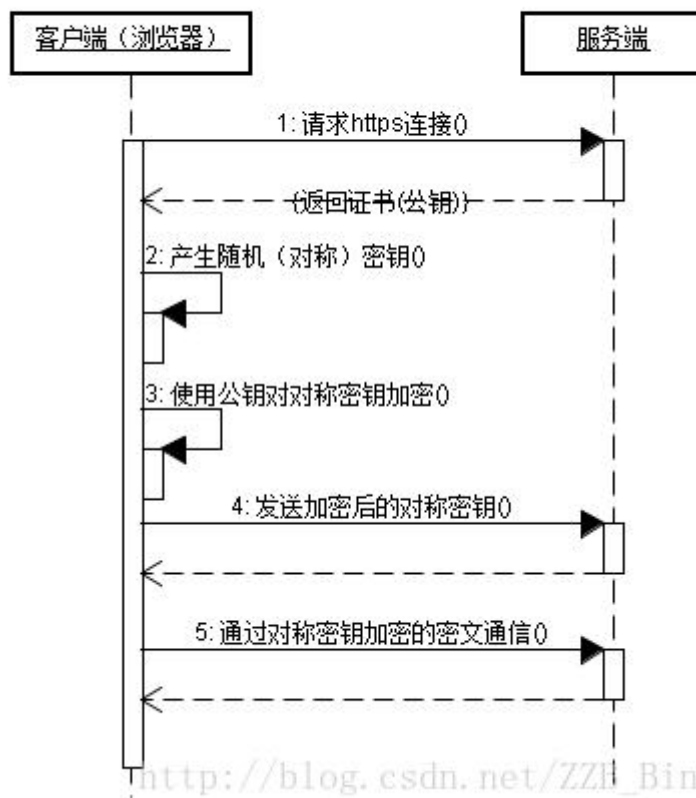 客户端（浏览器）
服务端
1: 请求https连接()
(返回证书(公钥))
2: 产生随机（对称）密钥()
3: 使用公钥对对称密钥加密()
4: 发送加密后的对称密钥()
5: 通过对称密钥加密的密文通信()
http://blog.csdn.net/ZZB_Bin